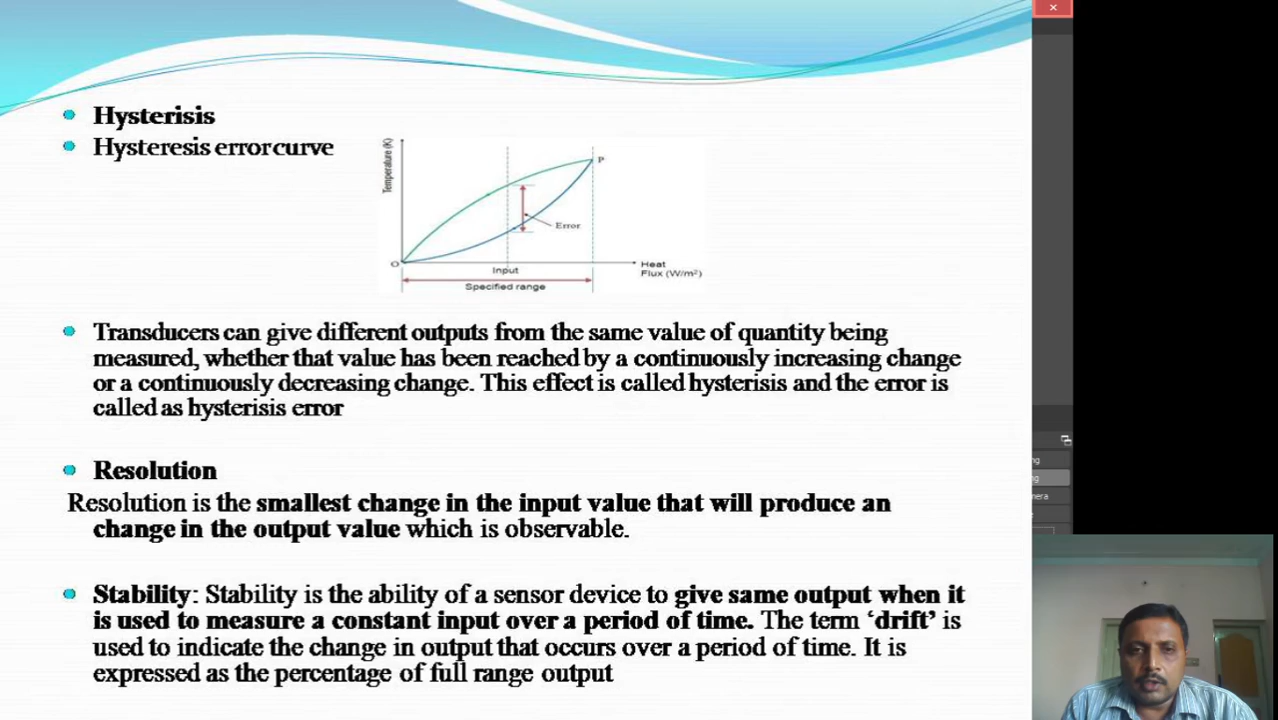 Hysterisis
Hysteresis error curve
Temperature (K)
P
Error
O
Input
Heat
Flux (W/m²)
Specified range
Transducers can give different outputs from the same value of quantity being
measured, whether that value has been reached by a continuously increasing change
or a continuously decreasing change. This effect is called hysterisis and the error is
called as hysterisis error
Resolution
Resolution is the smallest change in the input value that will produce an
change in the output value which is observable.
Stability: Stability is the ability of a sensor device to give same output when it
is used to measure a constant input over a period of time. The term ‘drift’ is
used to indicate the change in output that occurs over a period of time. It is
expressed as the percentage of full range output
ng
ng
mera